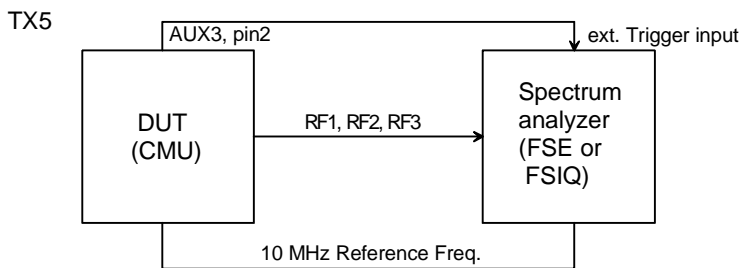 TX5
AUX3, pin2
ext. Trigger input
DUT
(CMU)
RF1, RF2, RF3
Spectrum
analyzer
(FSE or
FSIQ)
10 MHz Reference Freq.